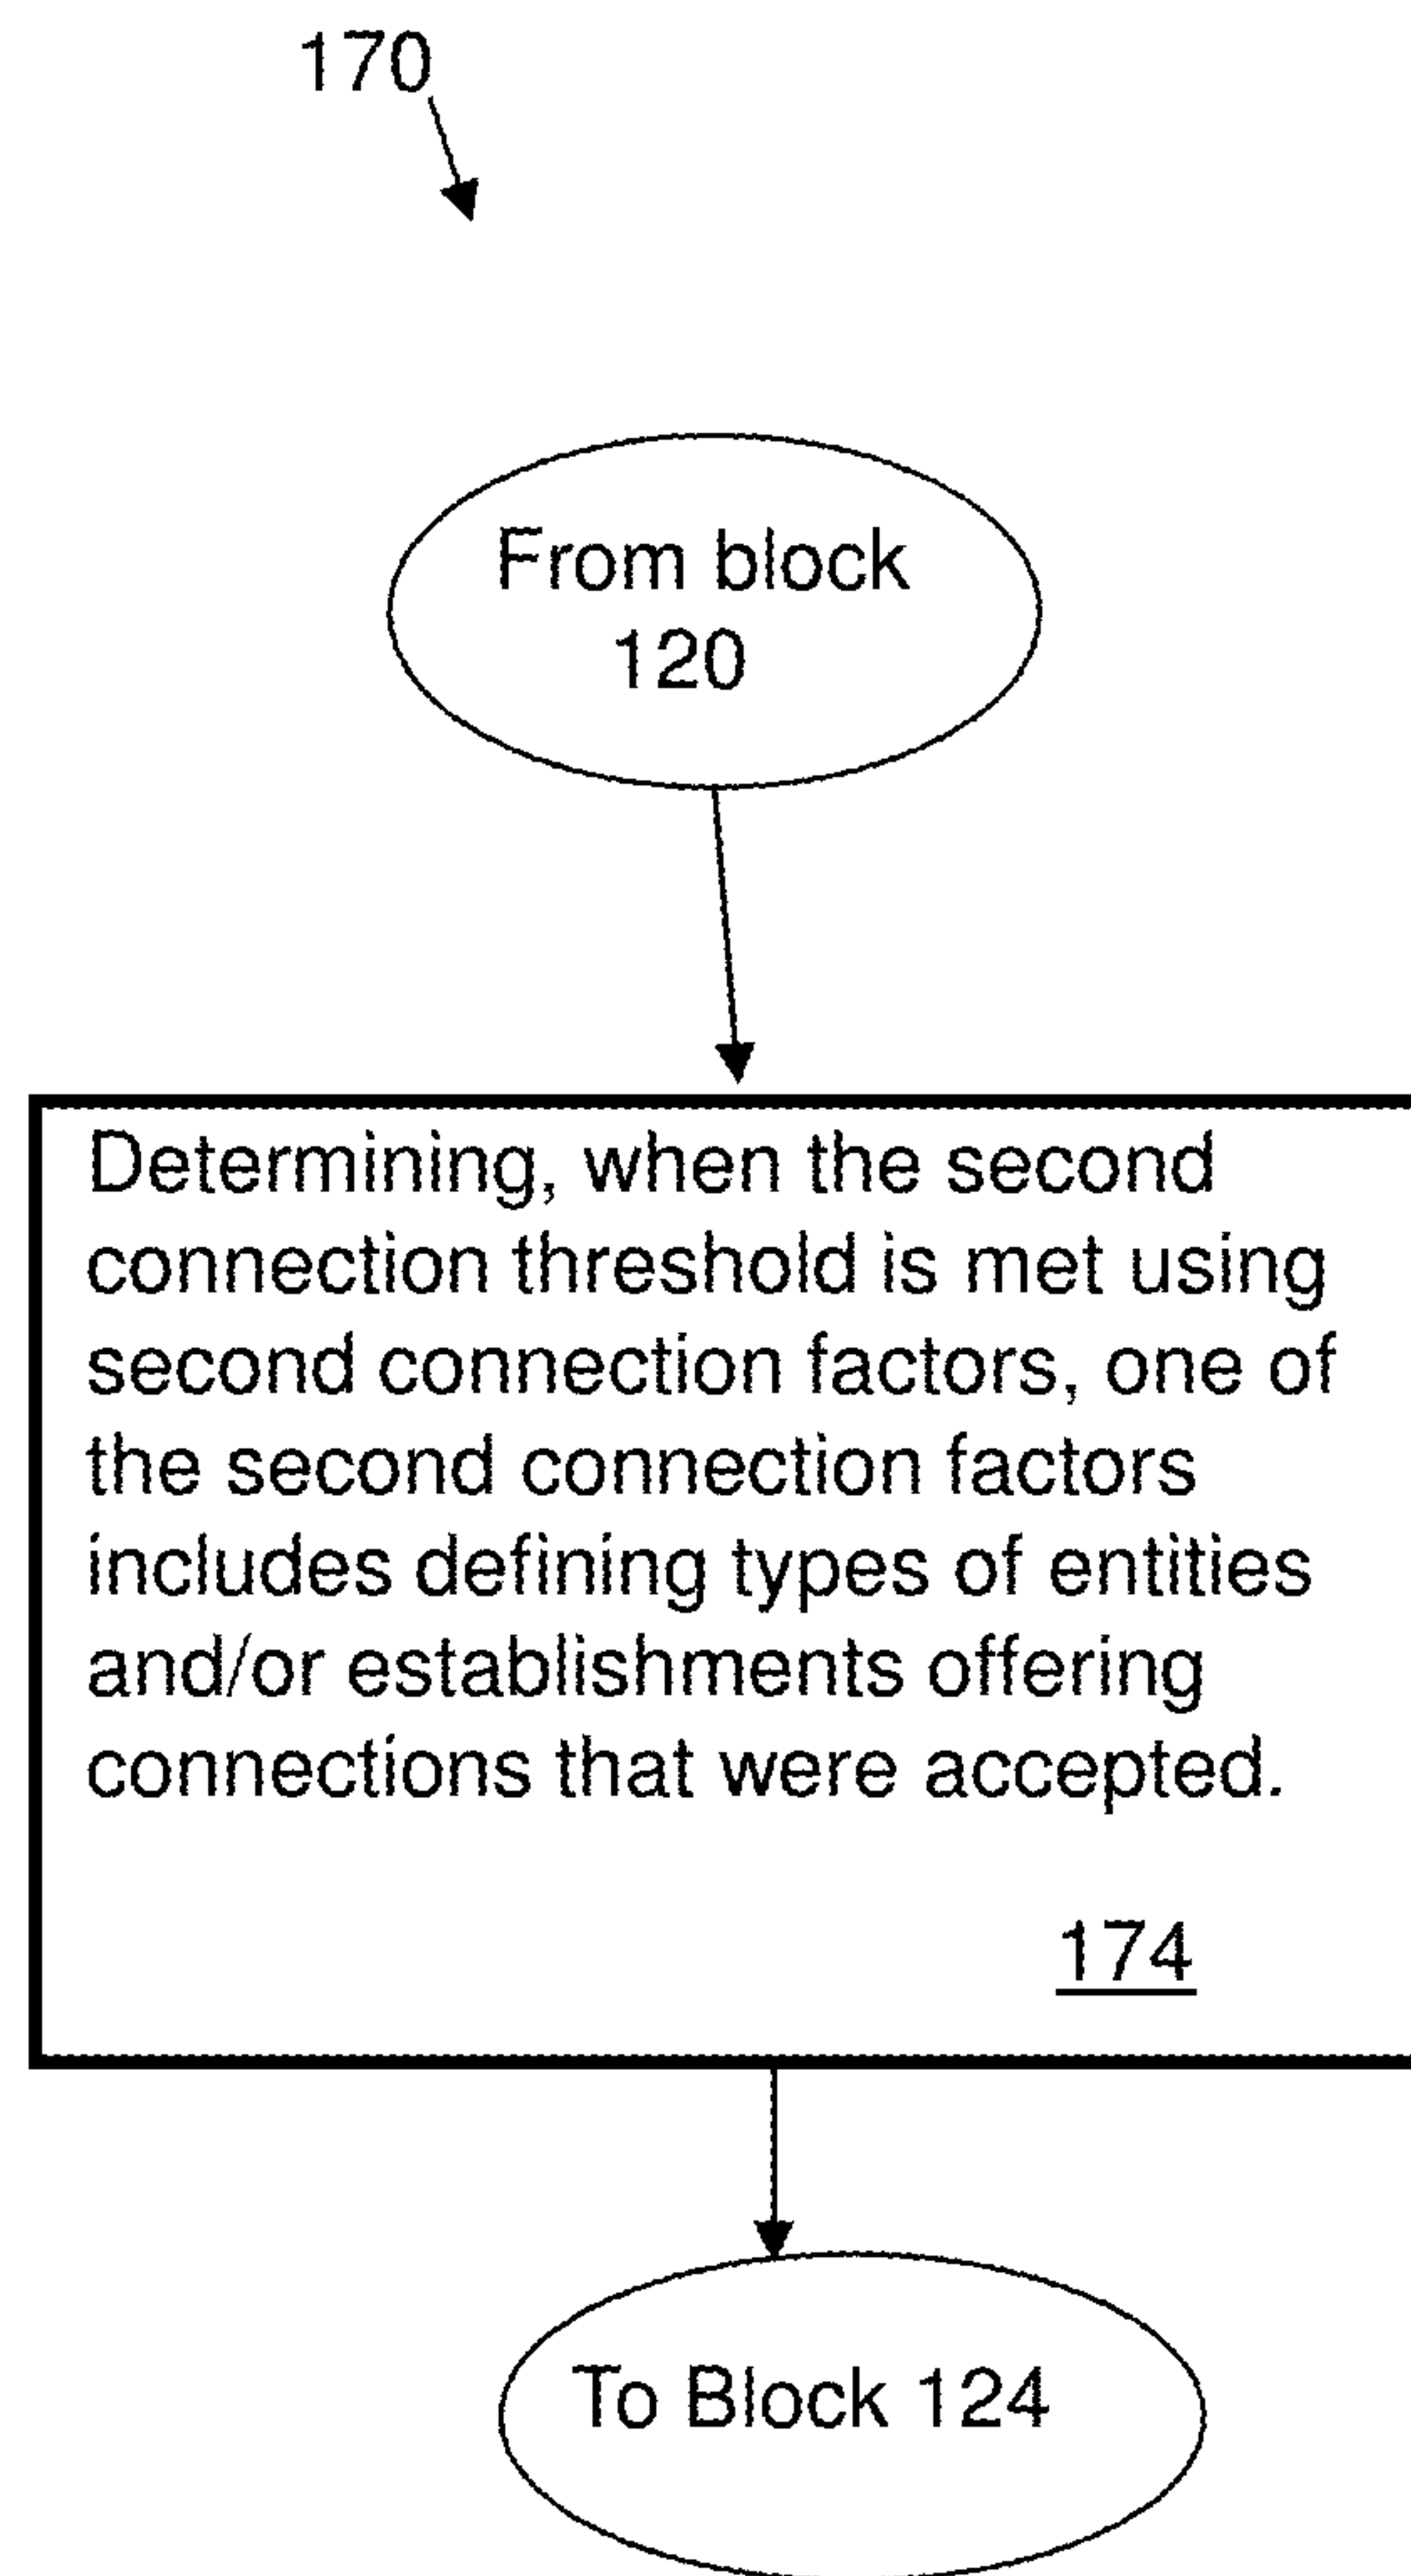 170
From block
120
Determining, when the second
connection threshold is met using
second connection factors, one of
the second connection factors
includes defining types of entities
and/or establishments offering
connections that were accepted.
174
To Block 124